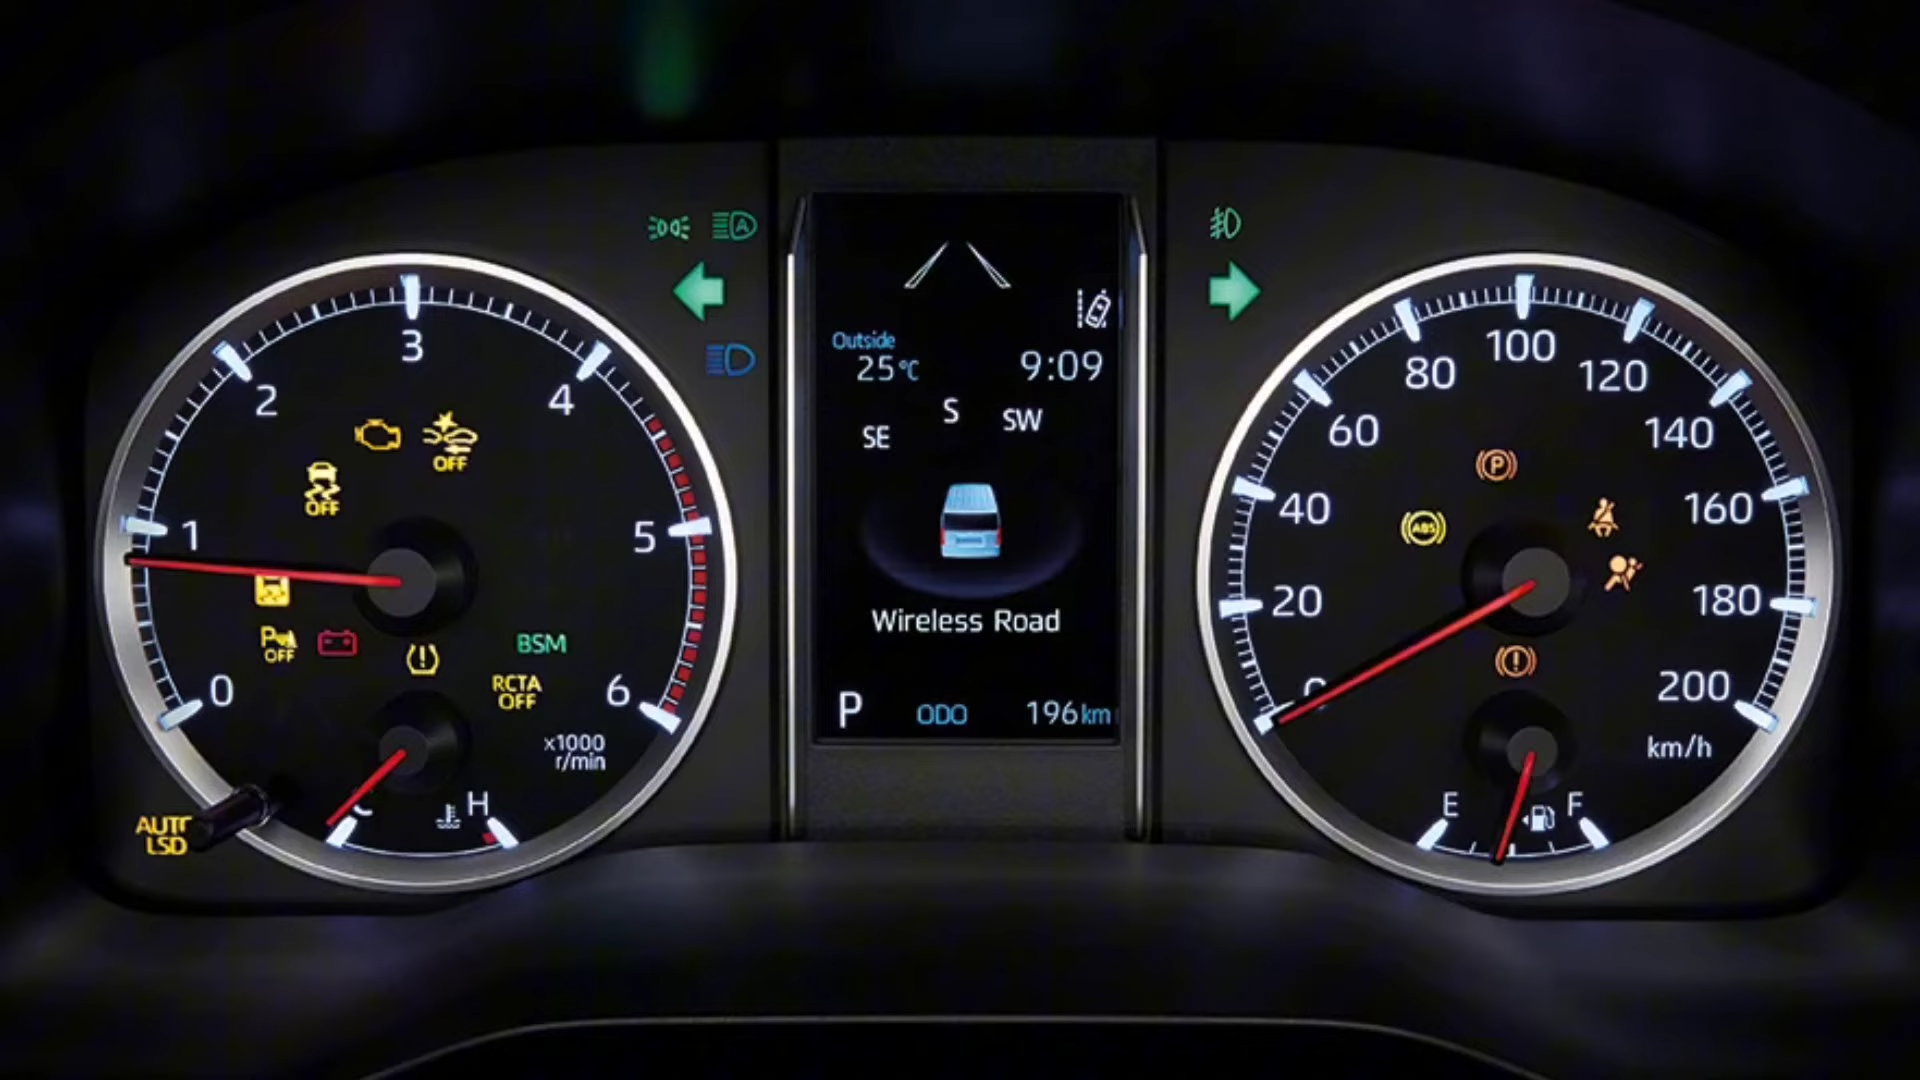 0
1
2
3
4
5
6
OFF
OFF
P OFF
BSM
RCTA
OFF
x1000
r/min
H
LSD
A
Outside
25°C
9:09
SE
S
SW
Wireless Road
P
ODO
196km
20
40
60
80
100
120
140
160
180
200
km/h
P
ABS
E
F